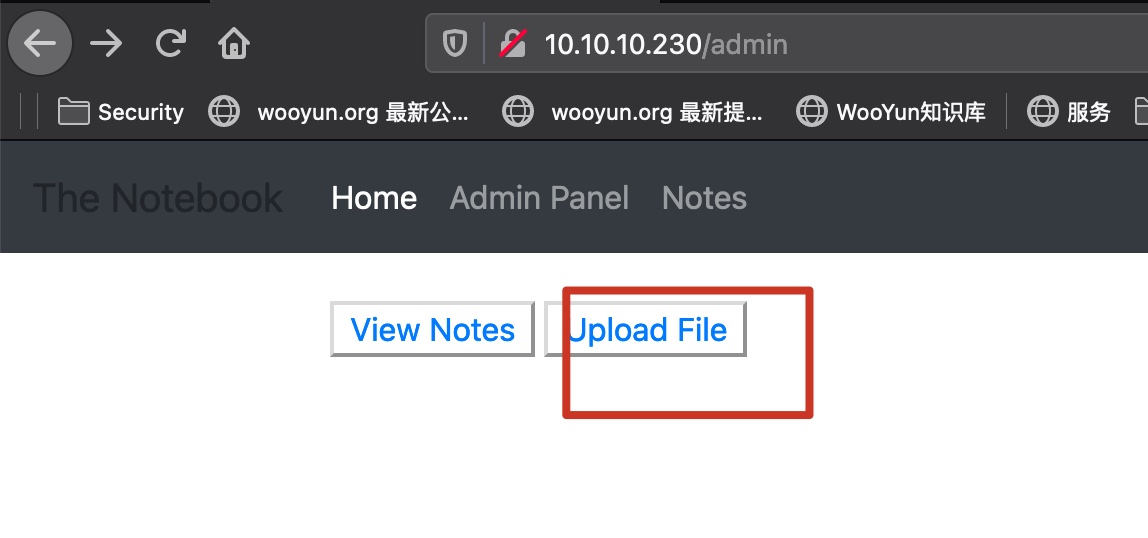 10.10.10.230/admin
Security wooyun.org 最新公... wooyun.org 最新提... WooYun知识库 服务
The Notebook Home Admin Panel Notes
View Notes Upload File